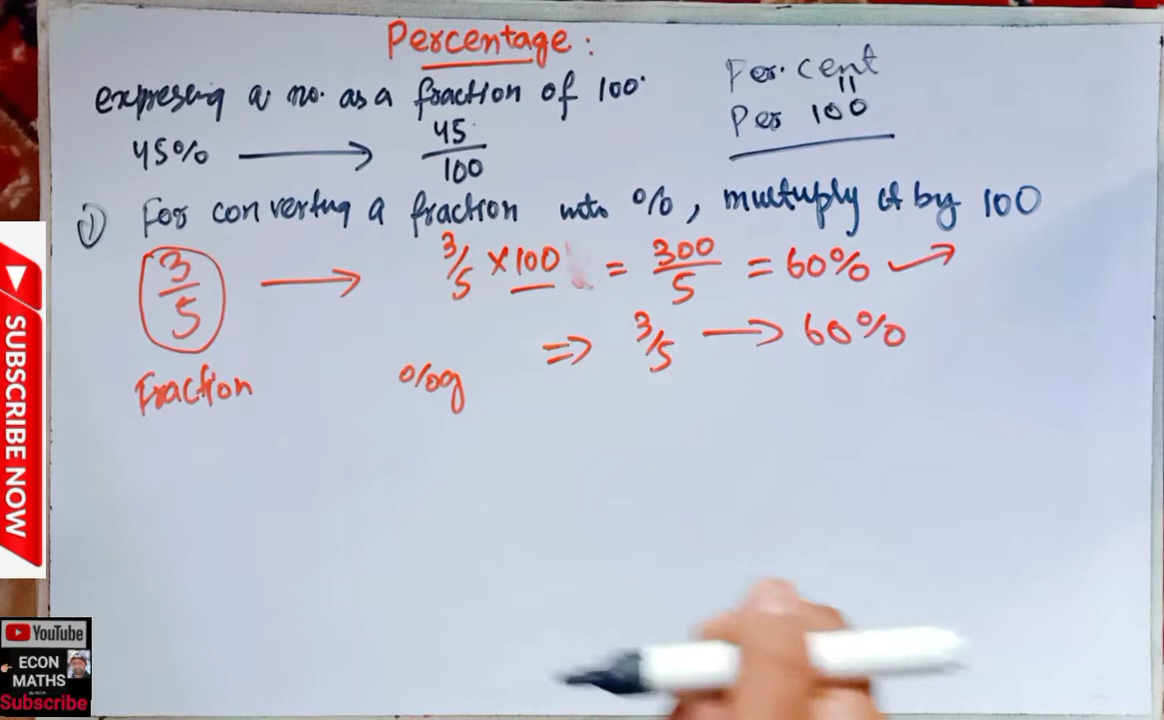 Percentage :
expresing a no. as a fraction of 100.
Per. cent
"
Per 100
45% → 45/100
① For converting a fraction into %, multuply it by 100
3/5 → 3/5 × 100 = 300/5 = 60%
⇒ 3/5 → 60%
Fraction
%g
SUBSCRIBE NOW
YouTube
ECON
MATHS
Subscribe